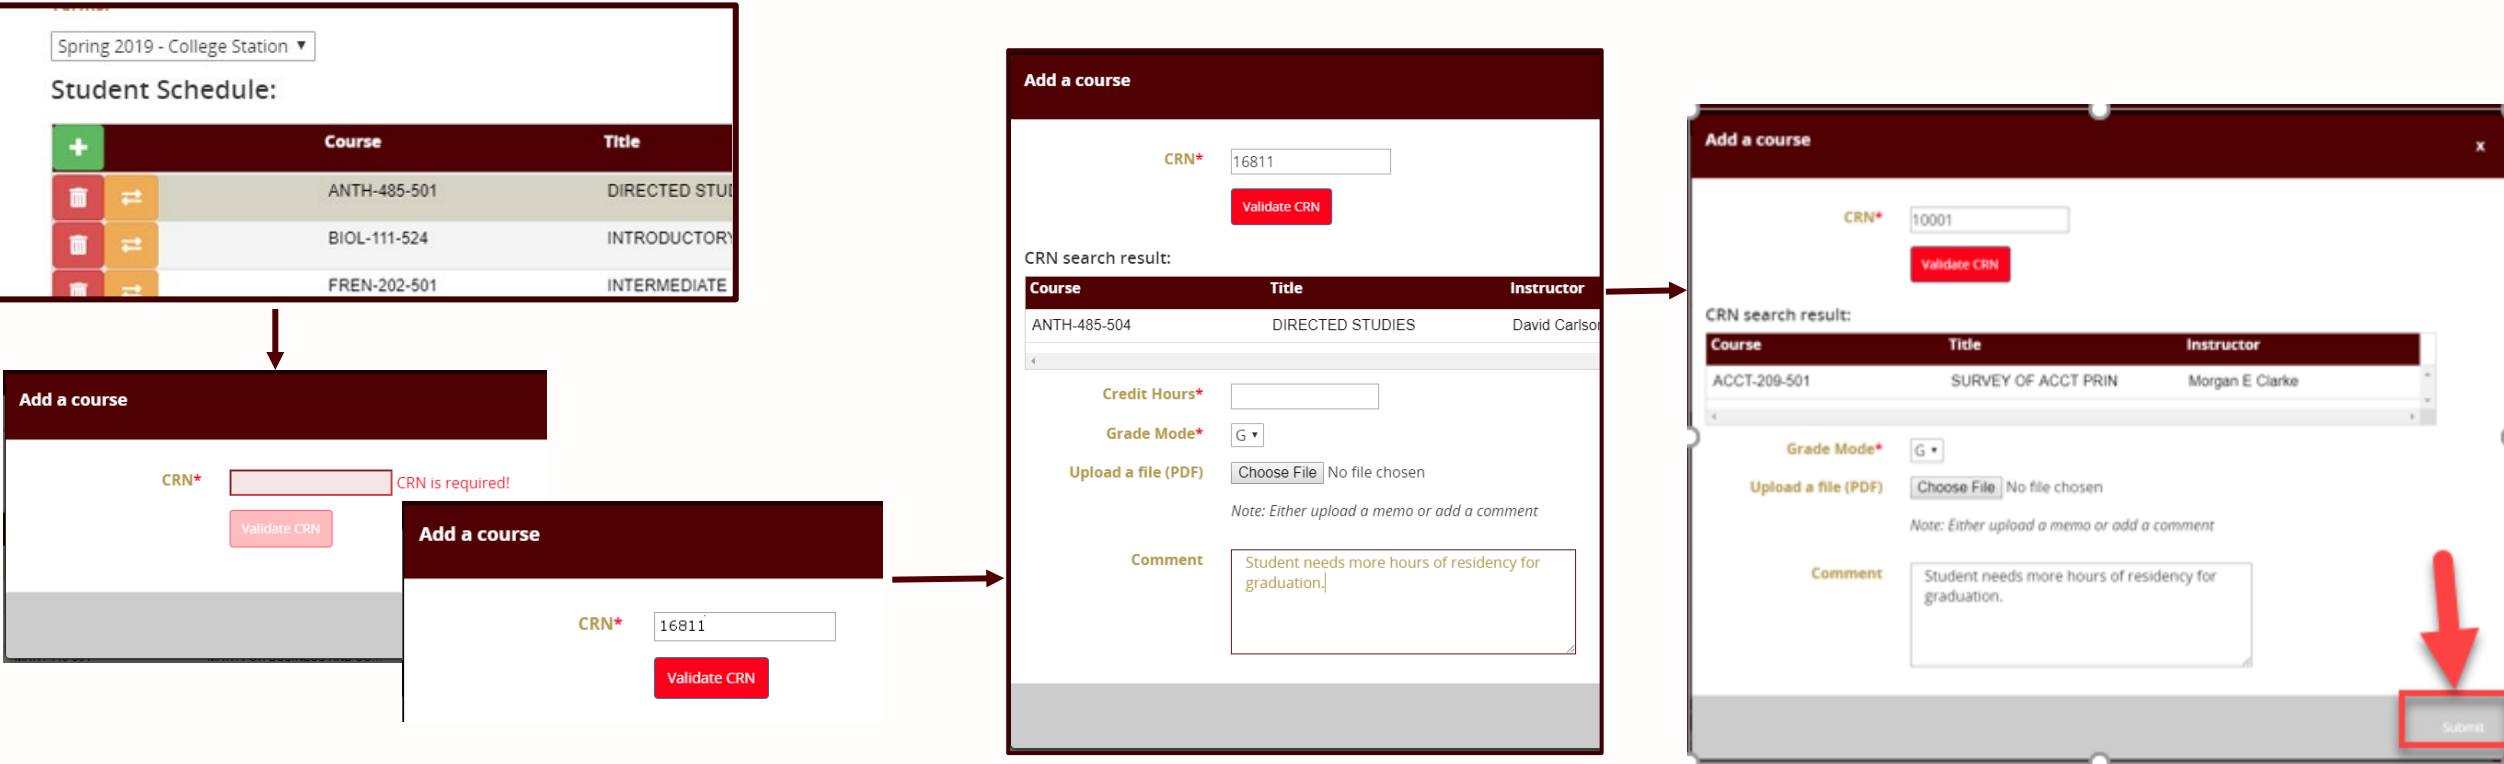 Spring 2019 - College Station
Student Schedule:
Course Title
ANTH-485-501 DIRECTED STUD
BIOL-111-524 INTRODUCTORY
FREN-202-501 INTERMEDIATE
Add a course
CRN* CRN is required!
Validate CRN
Add a course
CRN* 16811
Validate CRN
Add a course
CRN* 16811
Validate CRN
CRN search result:
Course Title Instructor
ANTH-485-504 DIRECTED STUDIES David Carlson
Credit Hours*
Grade Mode* G
Upload a file (PDF) Choose File No file chosen
Note: Either upload a memo or add a comment
Comment Student needs more hours of residency for
graduation.
Add a course x
CRN* 10001
Validate CRN
CRN search result:
Course Title Instructor
ACCT-209-501 SURVEY OF ACCT PRIN Morgan E Clarke
Grade Mode* G
Upload a file (PDF) Choose File No file chosen
Note: Either upload a memo or add a comment
Comment Student needs more hours of residency for
graduation.
Submit